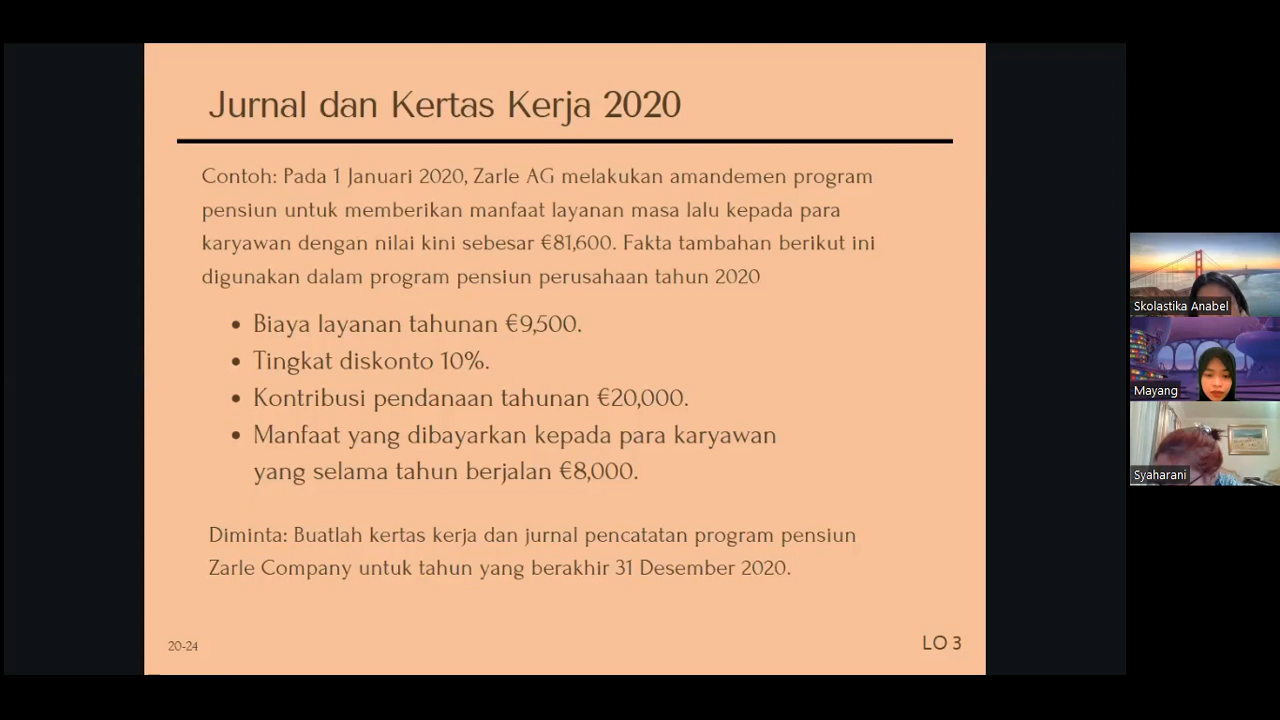 Jurnal dan Kertas Kerja 2020
Contoh: Pada 1 Januari 2020, Zarle AG melakukan amandemen program
pensiun untuk memberikan manfaat layanan masa lalu kepada para
karyawan dengan nilai kini sebesar €81,600. Fakta tambahan berikut ini
digunakan dalam program pensiun perusahaan tahun 2020
• Biaya layanan tahunan €9,500.
• Tingkat diskonto 10%.
• Kontribusi pendanaan tahunan €20,000.
• Manfaat yang dibayarkan kepada para karyawan
yang selama tahun berjalan €8,000.
Diminta: Buatlah kertas kerja dan jurnal pencatatan program pensiun
Zarle Company untuk tahun yang berakhir 31 Desember 2020.
20-24
LO 3
Skolastika Anabel
Mayang
Syaharani